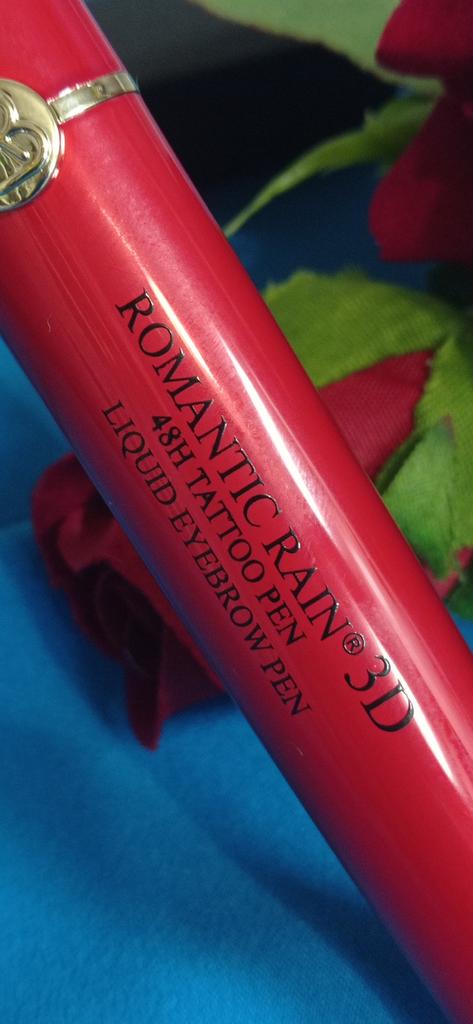 ROMANTIC RAIN® 3D
48H TATTOO PEN
LIQUID EYEBROW PEN